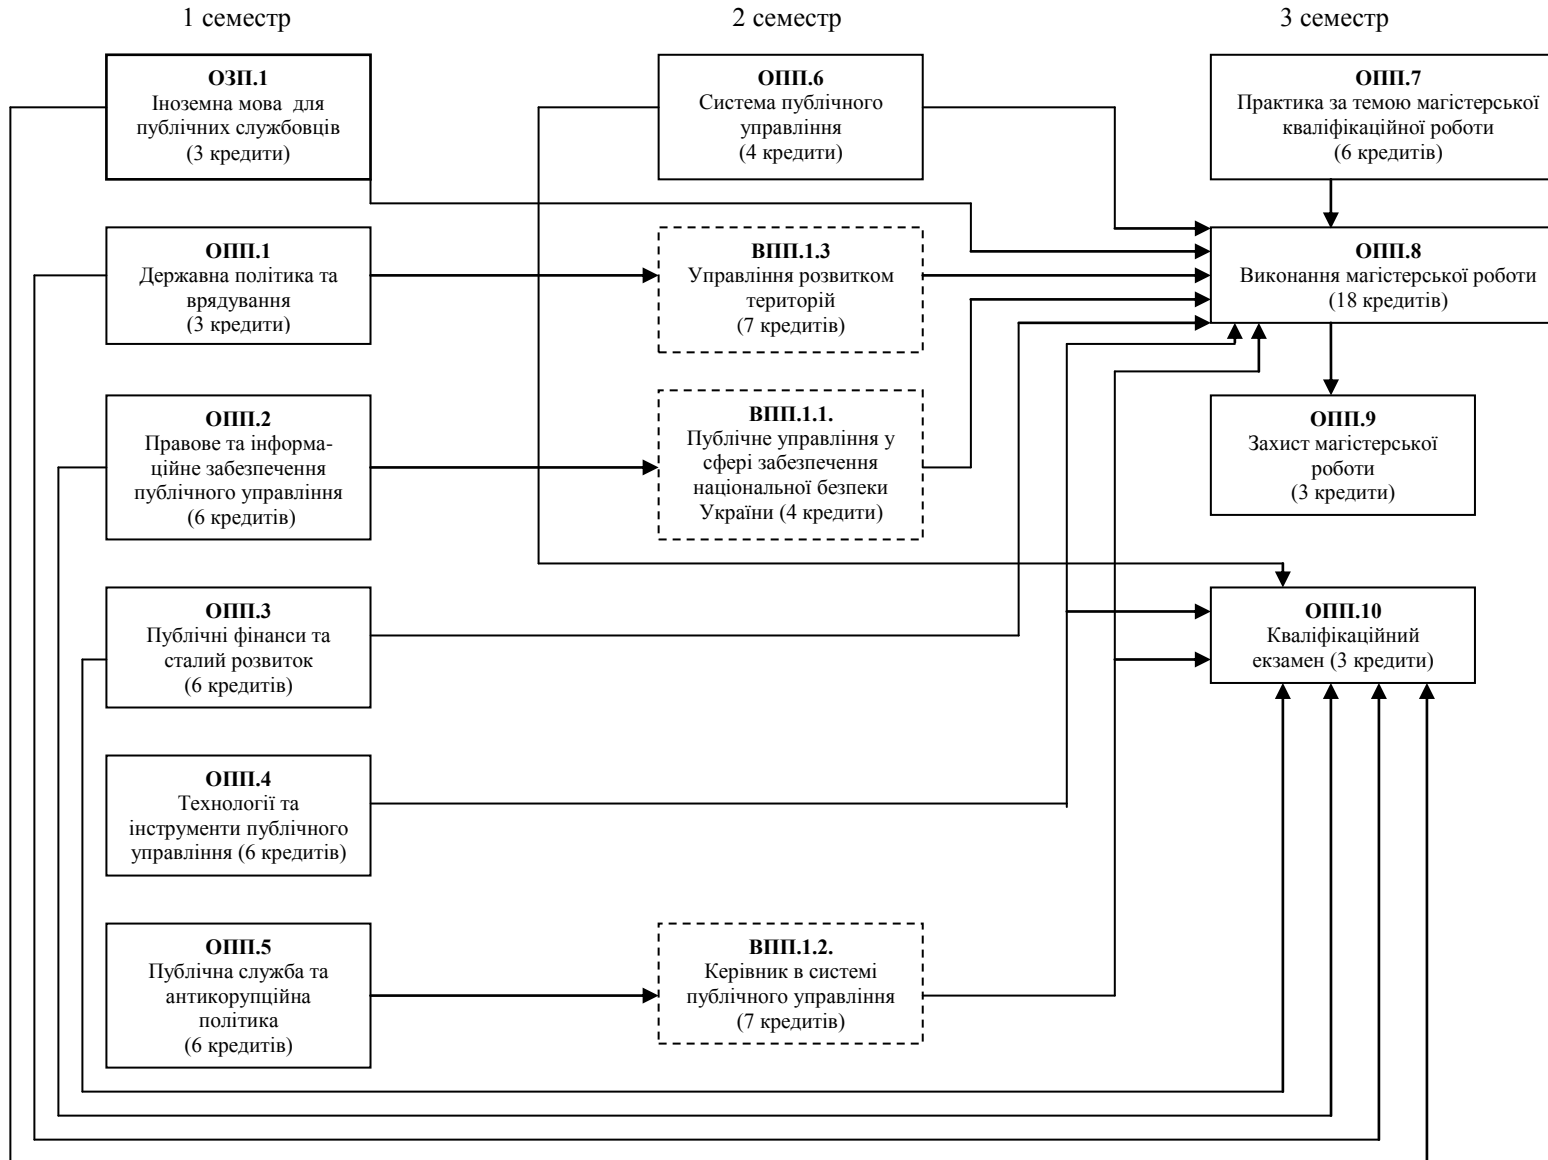 1 семестр
2 семестр
3 семестр
ОЗП.1
Іноземна мова для
публічних службовців
(3 кредити)
ОПП.6
Система публічного
управління
(4 кредити)
ОПП.7
Практика за темою магістерської
кваліфікаційної роботи
(6 кредитів)
ОПП.1
Державна політика та
врядування
(3 кредити)
ВПП.1.3
Управління розвитком
територій
(7 кредитів)
ОПП.8
Виконання магістерської роботи
(18 кредитів)
ОПП.2
Правове та інформа-
ційне забезпечення
публічного управління
(6 кредитів)
ВПП.1.1.
Публічне управління у
сфері забезпечення
національної безпеки
України (4 кредити)
ОПП.9
Захист магістерської
роботи
(3 кредити)
ОПП.3
Публічні фінанси та
сталий розвиток
(6 кредитів)
ОПП.10
Кваліфікаційний
екзамен (3 кредити)
ОПП.4
Технології та
інструменти публічного
управління (6 кредитів)
ОПП.5
Публічна служба та
антикорупційна
політика
(6 кредитів)
ВПП.1.2.
Керівник в системі
публічного управління
(7 кредитів)